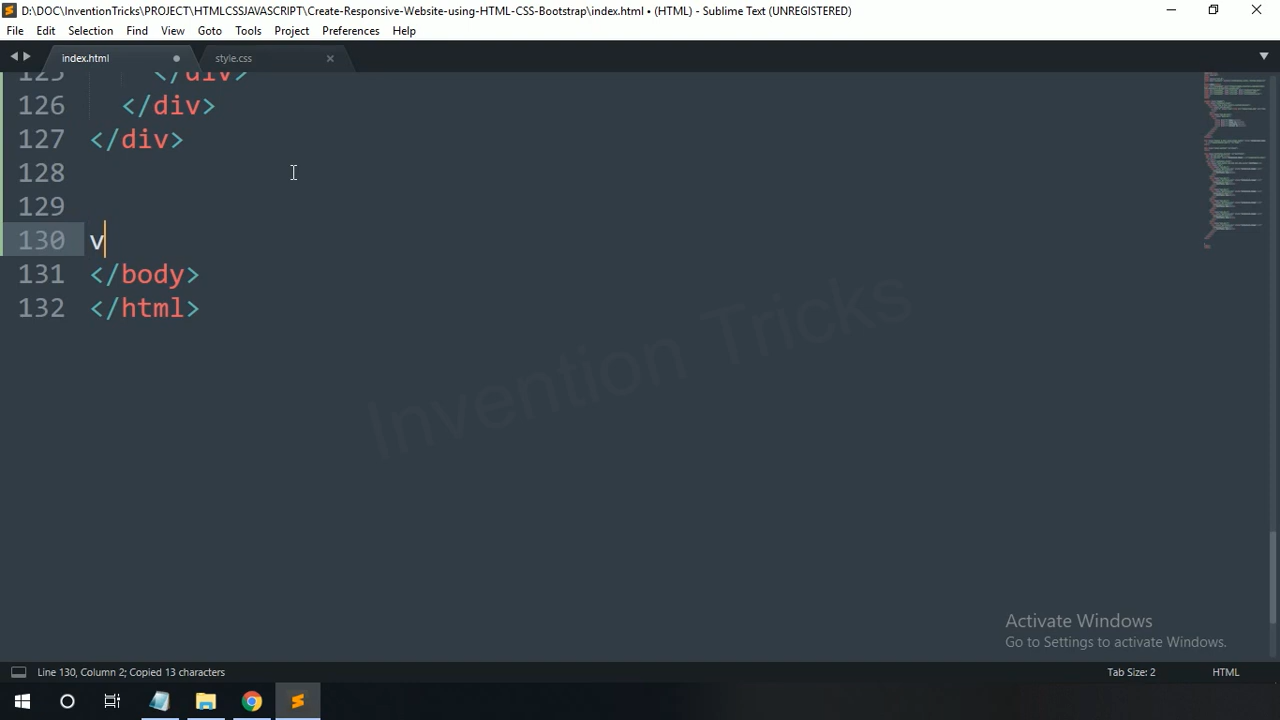 D:\DOC\InventionTricks\PROJECT\HTMLCSSJAVASCRIPT\Create-Responsive-Website-using-HTML-CSS-Bootstrap\index.html • (HTML) - Sublime Text (UNREGISTERED)
File Edit Selection Find View Goto Tools Project Preferences Help
index.html style.css
125 </div>
126 </div>
127 </div>
128
129
130 v
131 </body>
132 </html>
Invention Tricks
Activate Windows
Go to Settings to activate Windows.
Line 130, Column 2; Copied 13 characters Tab Size: 2 HTML